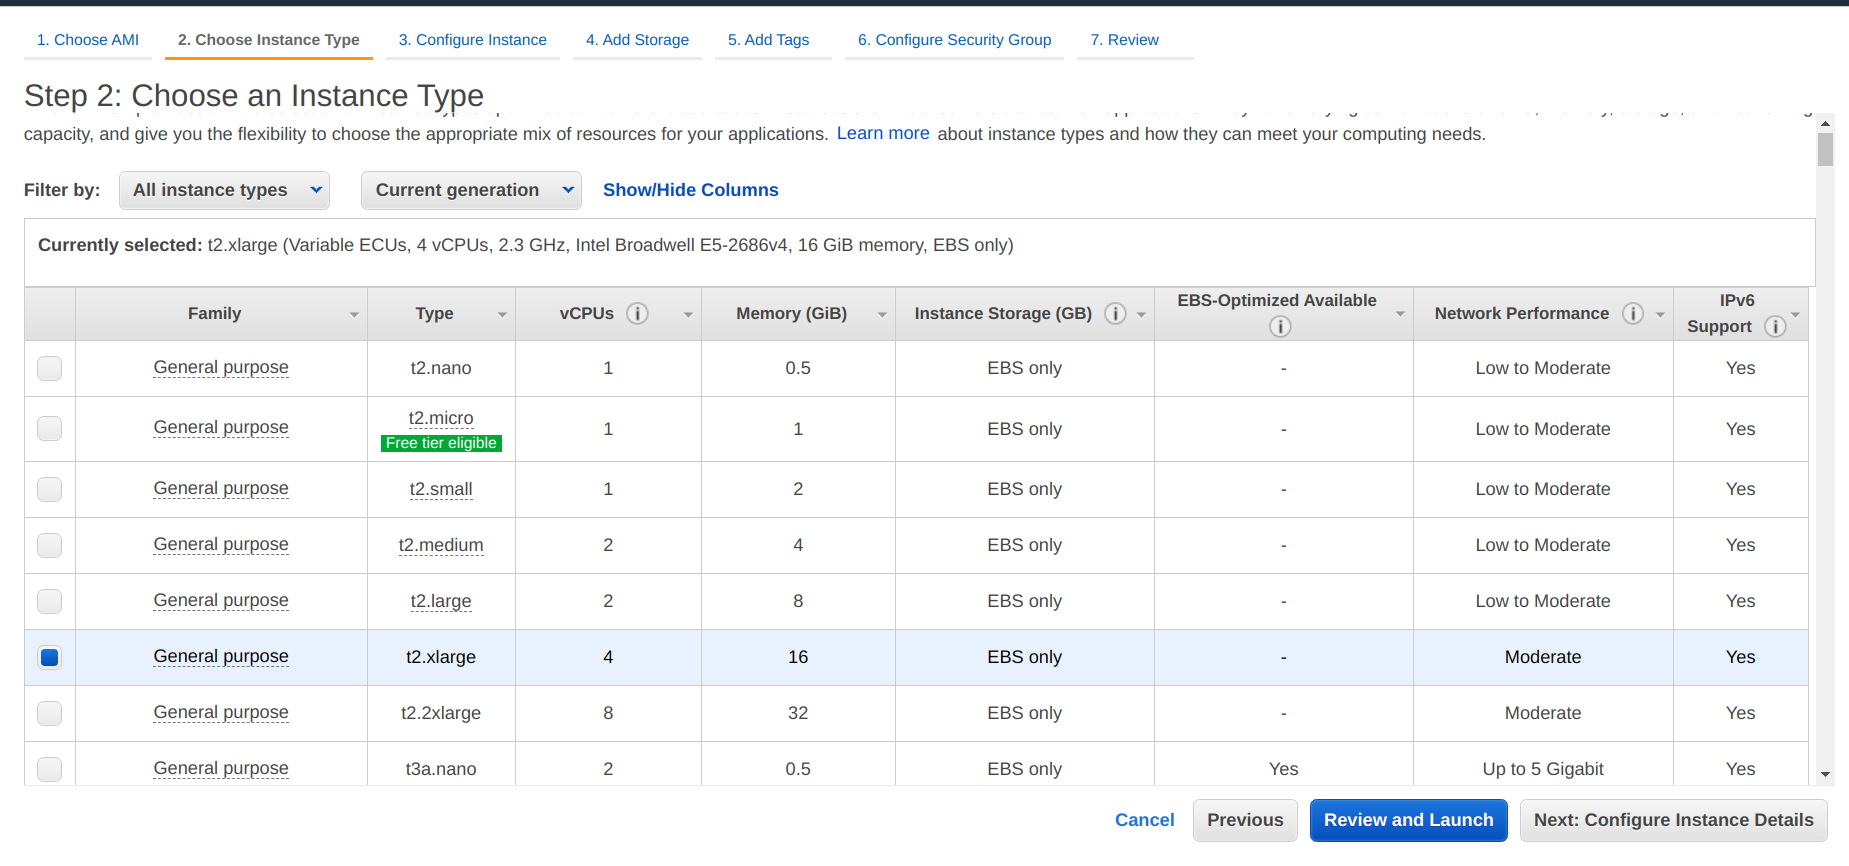 1. Choose AMI 2. Choose Instance Type 3. Configure Instance 4. Add Storage 5. Add Tags 6. Configure Security Group 7. Review
Step 2: Choose an Instance Type
capacity, and give you the flexibility to choose the appropriate mix of resources for your applications. Learn more about instance types and how they can meet your computing needs.
Filter by: All instance types Current generation Show/Hide Columns
Currently selected: t2.xlarge (Variable ECUs, 4 vCPUs, 2.3 GHz, Intel Broadwell E5-2686v4, 16 GiB memory, EBS only)
Family Type vCPUs Memory (GiB) Instance Storage (GB) EBS-Optimized Available Network Performance IPv6 Support
General purpose t2.nano 1 0.5 EBS only - Low to Moderate Yes
General purpose t2.micro 1 1 EBS only - Low to Moderate Yes
Free tier eligible
General purpose t2.small 1 2 EBS only - Low to Moderate Yes
General purpose t2.medium 2 4 EBS only - Low to Moderate Yes
General purpose t2.large 2 8 EBS only - Low to Moderate Yes
General purpose t2.xlarge 4 16 EBS only - Moderate Yes
General purpose t2.2xlarge 8 32 EBS only - Moderate Yes
General purpose t3a.nano 2 0.5 EBS only Yes Up to 5 Gigabit Yes
Cancel Previous Review and Launch Next: Configure Instance Details